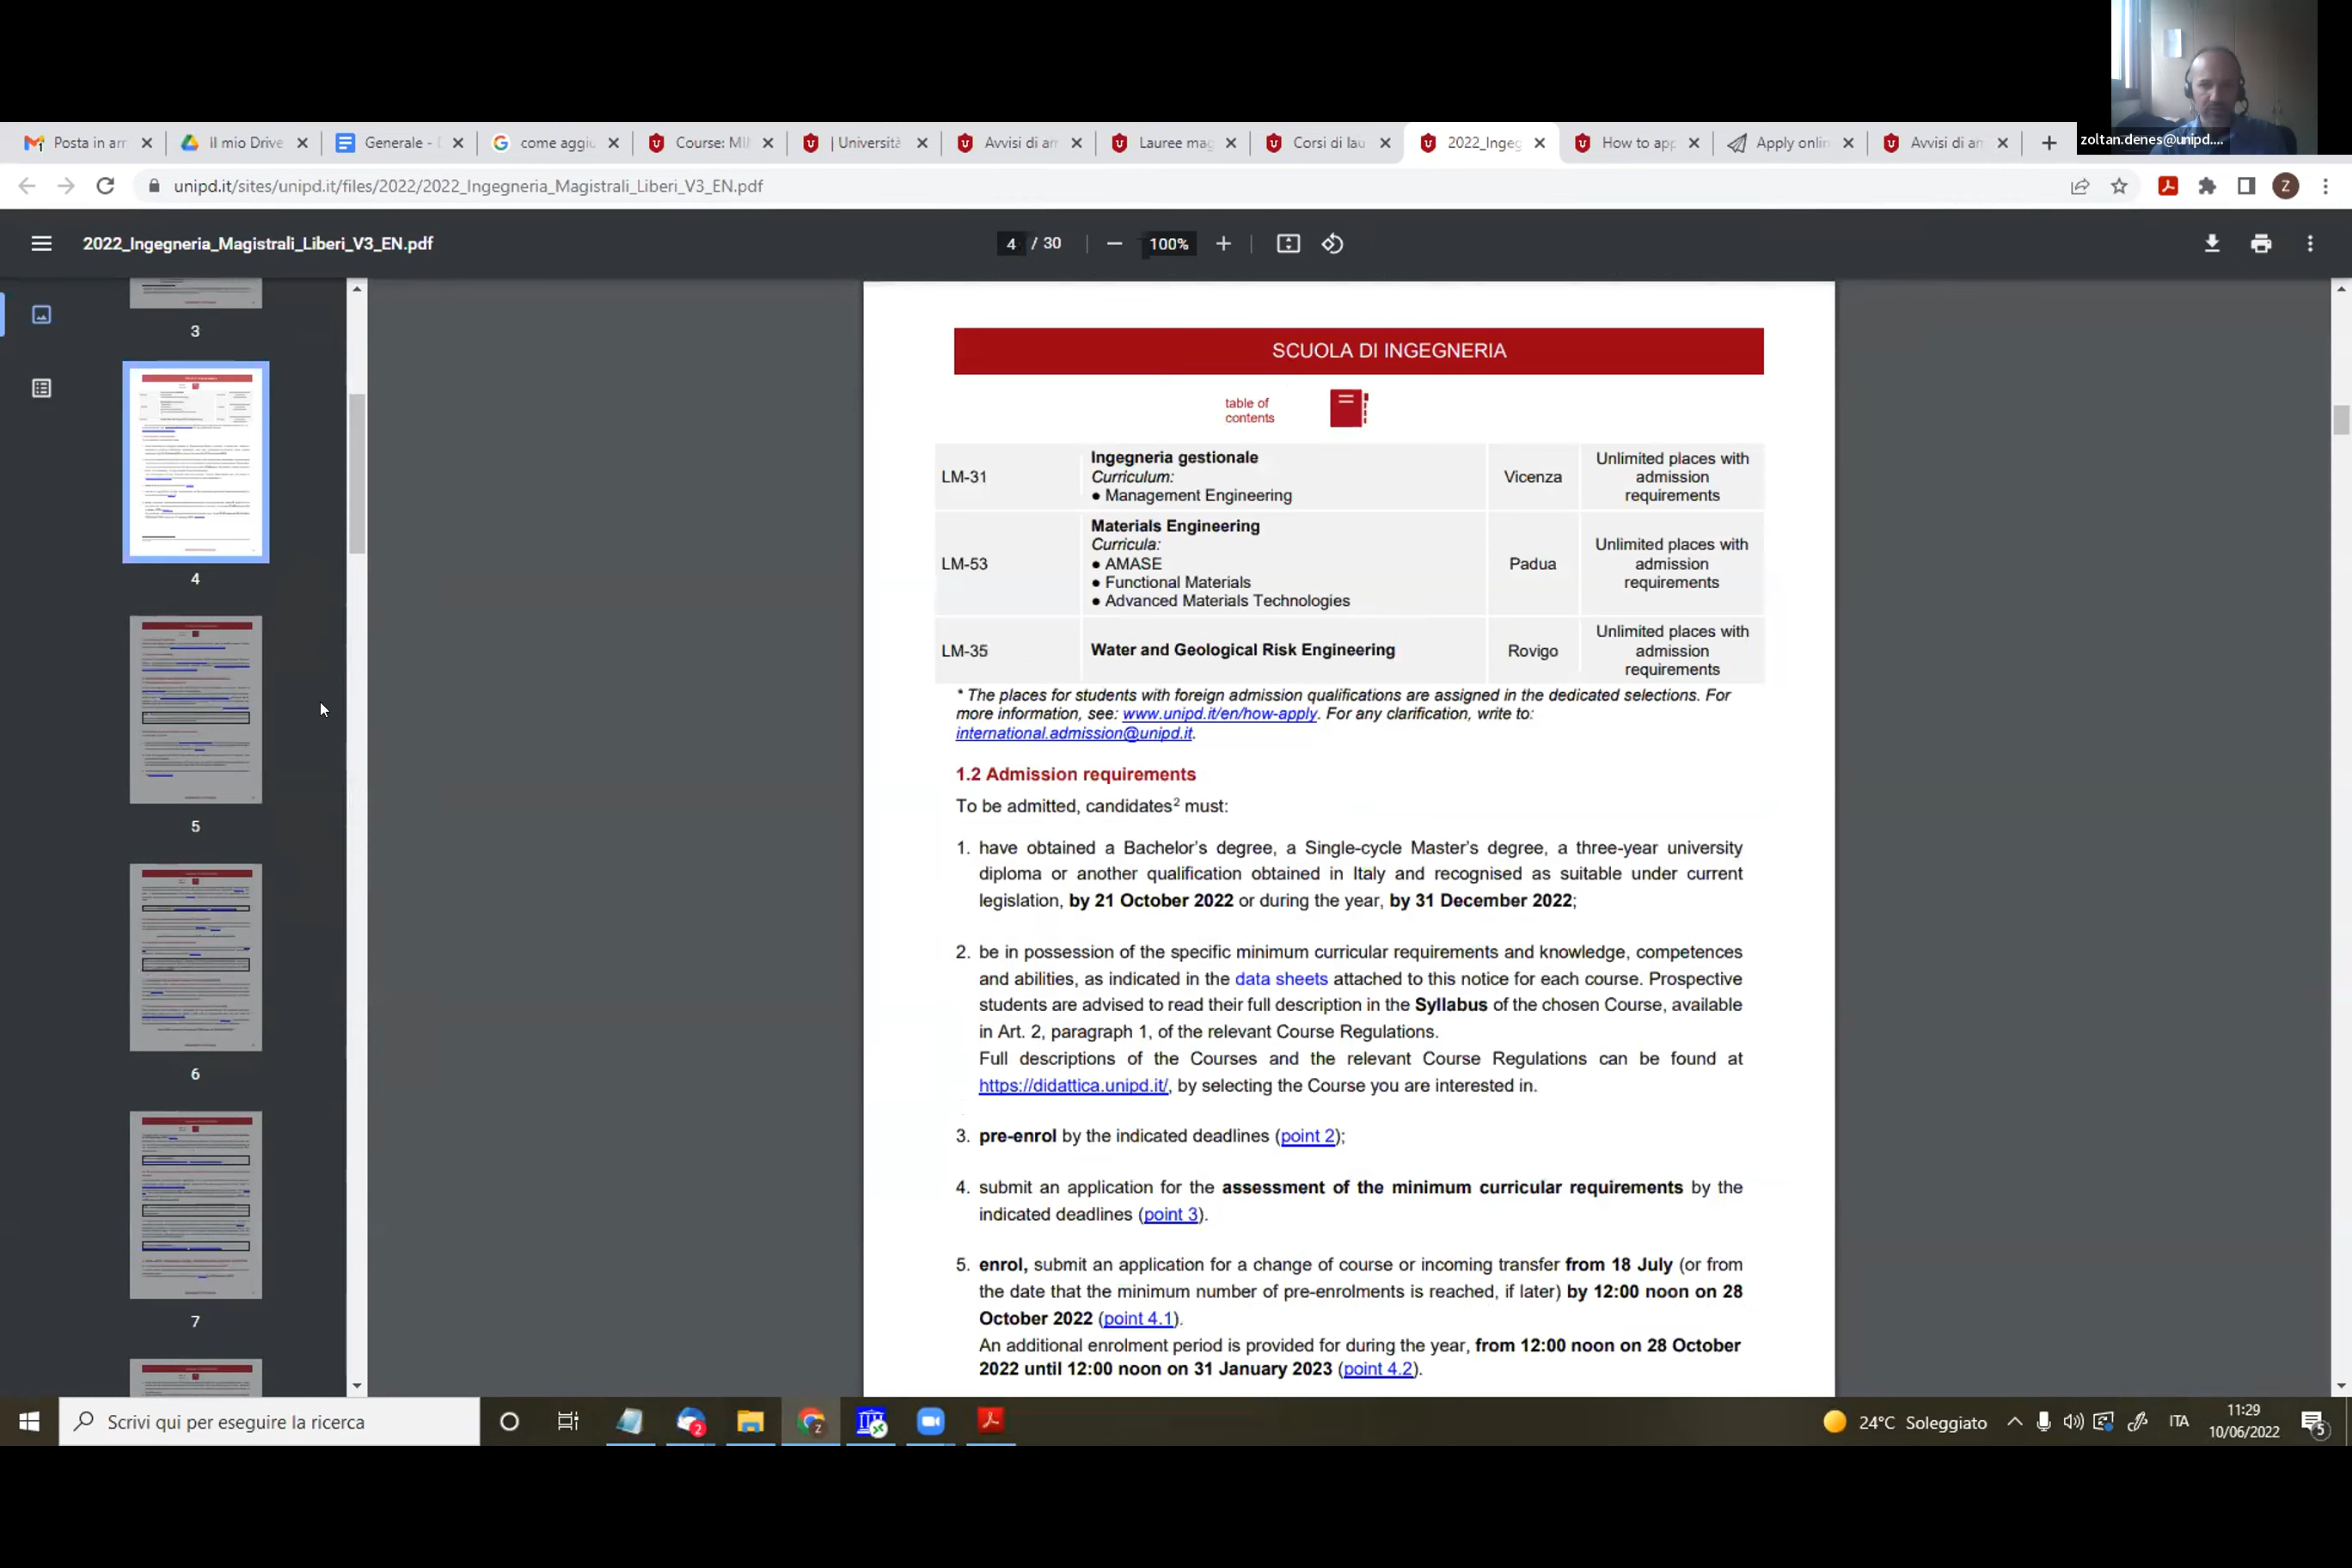 zoltan.denes@unipd....
Posta in arr
Il mio Drive
Generale - D
come aggiu
Course: MIN
| Università
Avvisi di am
Lauree mag
Corsi di lau
2022_Ingeg
How to app
Apply onlin
Avvisi di am
unipd.it/sites/unipd.it/files/2022/2022_Ingegneria_Magistrali_Liberi_V3_EN.pdf
Z
2022_Ingegneria_Magistrali_Liberi_V3_EN.pdf
4 / 30
100%
3
4
5
6
7
SCUOLA DI INGEGNERIA
table of
contents
LM-31
Ingegneria gestionale
Curriculum:
● Management Engineering
Vicenza
Unlimited places with
admission
requirements
LM-53
Materials Engineering
Curricula:
● AMASE
● Functional Materials
● Advanced Materials Technologies
Padua
Unlimited places with
admission
requirements
LM-35
Water and Geological Risk Engineering
Rovigo
Unlimited places with
admission
requirements
* The places for students with foreign admission qualifications are assigned in the dedicated selections. For
more information, see: www.unipd.it/en/how-apply. For any clarification, write to:
international.admission@unipd.it.
1.2 Admission requirements
To be admitted, candidates² must:
1. have obtained a Bachelor’s degree, a Single-cycle Master’s degree, a three-year university
diploma or another qualification obtained in Italy and recognised as suitable under current
legislation, by 21 October 2022 or during the year, by 31 December 2022;
2. be in possession of the specific minimum curricular requirements and knowledge, competences
and abilities, as indicated in the data sheets attached to this notice for each course. Prospective
students are advised to read their full description in the Syllabus of the chosen Course, available
in Art. 2, paragraph 1, of the relevant Course Regulations.
Full descriptions of the Courses and the relevant Course Regulations can be found at
https://didattica.unipd.it/, by selecting the Course you are interested in.
3. pre-enrol by the indicated deadlines (point 2);
4. submit an application for the assessment of the minimum curricular requirements by the
indicated deadlines (point 3).
5. enrol, submit an application for a change of course or incoming transfer from 18 July (or from
the date that the minimum number of pre-enrolments is reached, if later) by 12:00 noon on 28
October 2022 (point 4.1).
An additional enrolment period is provided for during the year, from 12:00 noon on 28 October
2022 until 12:00 noon on 31 January 2023 (point 4.2).
Scrivi qui per eseguire la ricerca
2
Z
24°C Soleggiato
ITA
11:29
10/06/2022
5